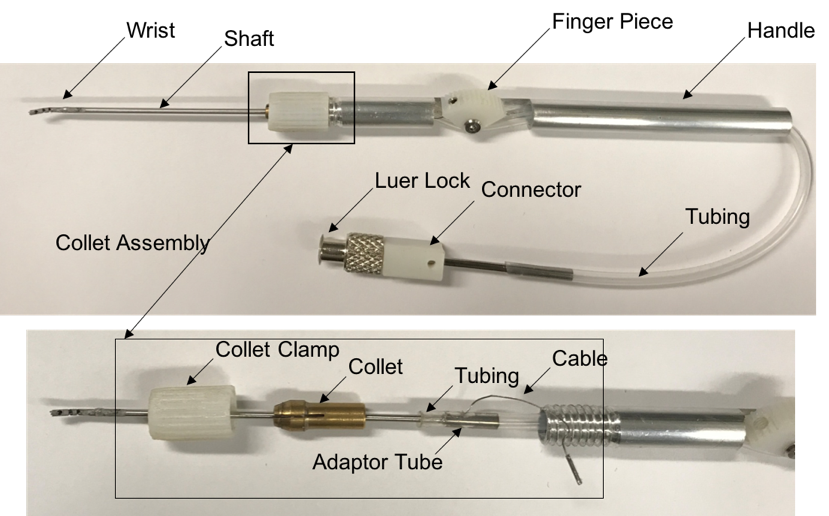 Wrist
Shaft
Finger Piece
Handle
Luer Lock
Connector
Tubing
Collet Assembly
Collet Clamp
Collet
Tubing
Cable
Adaptor Tube